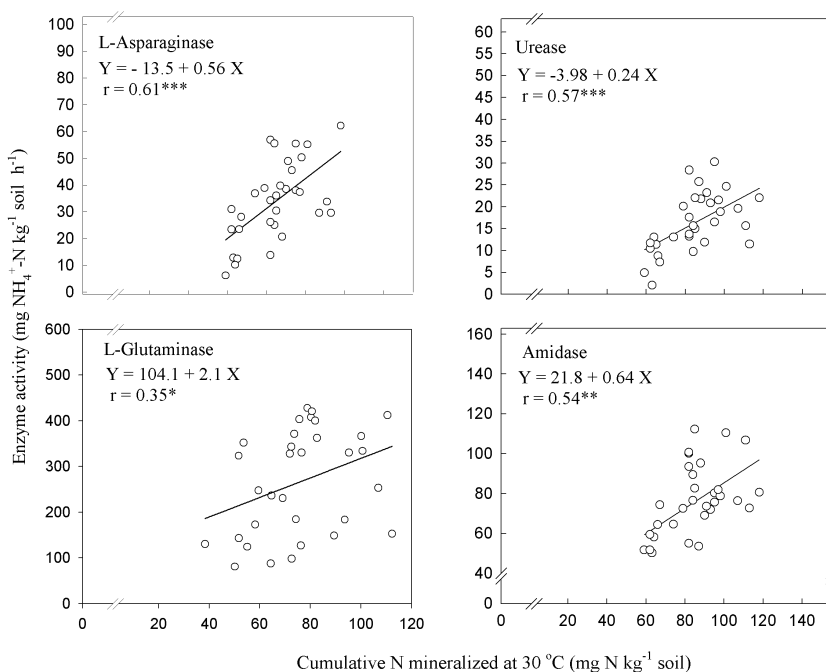 L-Asparaginase
Y = - 13.5 + 0.56 X
r = 0.61***
100
90
80
70
60
50
40
30
20
10
0
Urease
Y = -3.98 + 0.24 X
r = 0.57***
60
55
50
45
40
35
30
25
20
15
10
5
0
Enzyme activity (mg NH4+-N kg-1 soil h-1)
L-Glutaminase
Y = 104.1 + 2.1 X
r = 0.35*
600
500
400
300
200
100
0
0 20 40 60 80 100 120
Amidase
Y = 21.8 + 0.64 X
r = 0.54**
160
140
120
100
80
60
40
0
0 20 40 60 80 100 120 140
Cumulative N mineralized at 30 oC (mg N kg-1 soil)